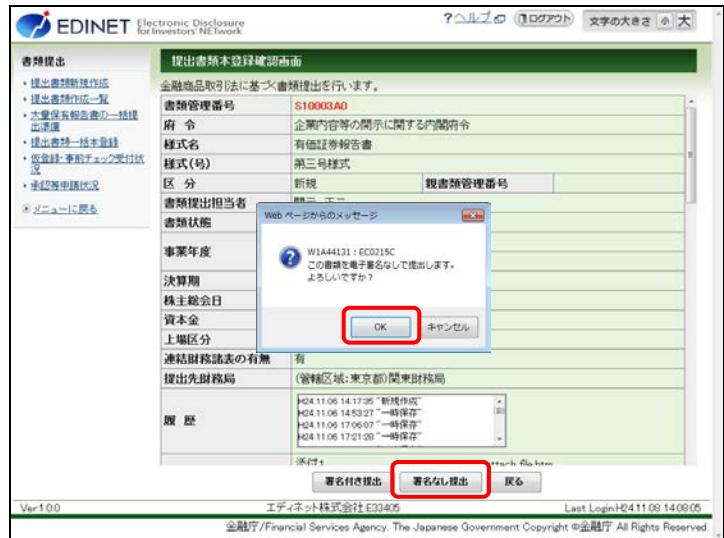 EDINET Electronic Disclosure for Investors' NETwork
?ヘルプ ログアウト 文字の大きさ 小 大
書類提出
提出書類新規作成
提出書類作成一覧
大量保有報告書の一括提出準備
提出書類一括本登録
仮登録・事前チェック受付状況
承認等申請状況
メニューに戻る
提出書類本登録確認画面
金融商品取引法に基づく書類提出を行います。
書類管理番号 S10003A0
府 令 企業内容等の開示に関する内閣府令
様式名 有価証券報告書
様式(号) 第三号様式
区 分 新規 親書類管理番号
書類提出担当者
書類状態
事業年度
決算期
株主総会日
資本金
上場区分
連結財務諸表の有無 有
提出先財務局 (管轄区域:東京都)関東財務局
履 歴
H24.11.06 14:17:35 "新規作成"
H24.11.06 14:53:27 "一時保存"
H24.11.06 17:06:07 "一時保存"
H24.11.06 17:21:28 "一時保存"
Web ページからのメッセージ
W1A44131 : EC0215C
この書類を電子署名なしで提出します。
よろしいですか?
OK キャンセル
添付1
署名付き提出 署名なし提出 戻る
Ver1.0.0 エディネット株式会社 E33405 Last Login:H24.11.08 14:08:05
金融庁/Financial Services Agency. The Japanese Government Copyright ©金融庁 All Rights Reserved.